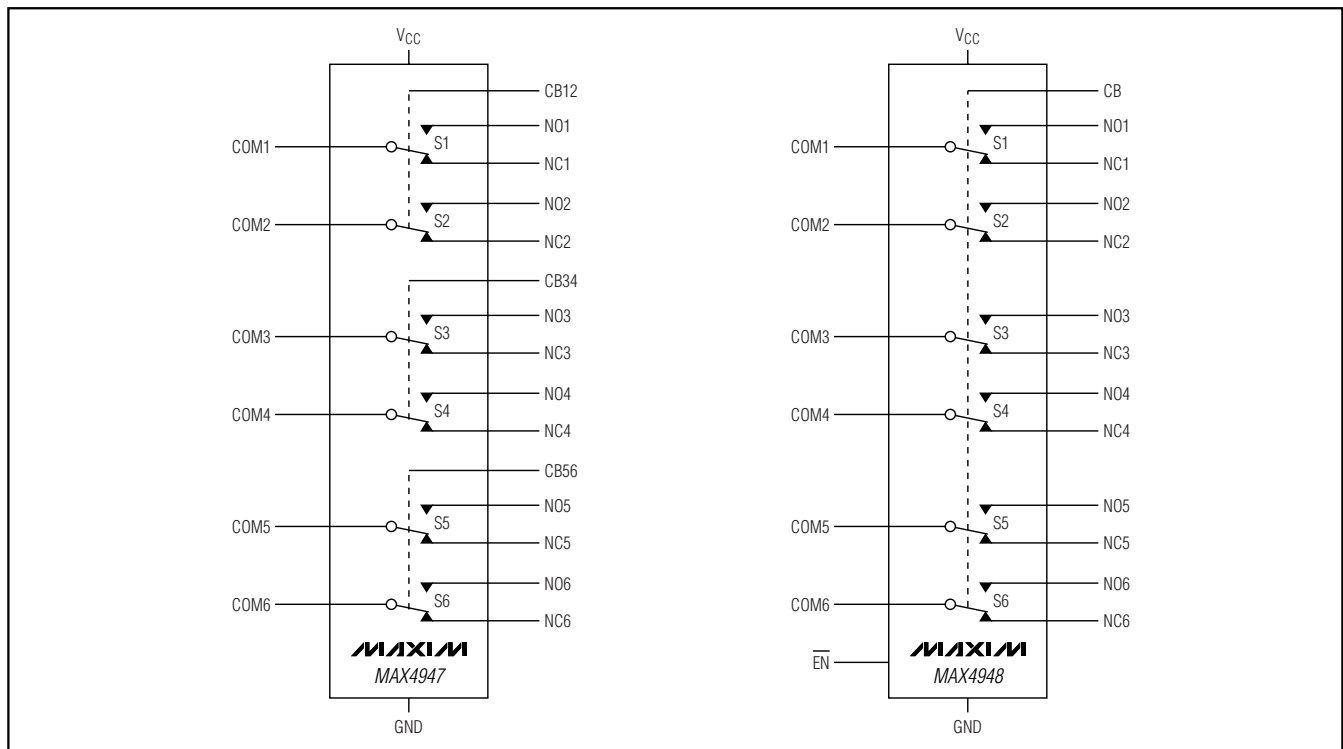 VCC
CB12
NO1
COM1
S1
NC1
NO2
COM2
S2
NC2
CB34
NO3
COM3
S3
NC3
NO4
COM4
S4
NC4
CB56
NO5
COM5
S5
NC5
NO6
COM6
S6
NC6
MAXIM
MAX4947
GND
VCC
CB
NO1
COM1
S1
NC1
NO2
COM2
S2
NC2
NO3
COM3
S3
NC3
NO4
COM4
S4
NC4
NO5
COM5
S5
NC5
NO6
COM6
S6
NC6
MAXIM
E̅N̅
MAX4948
GND